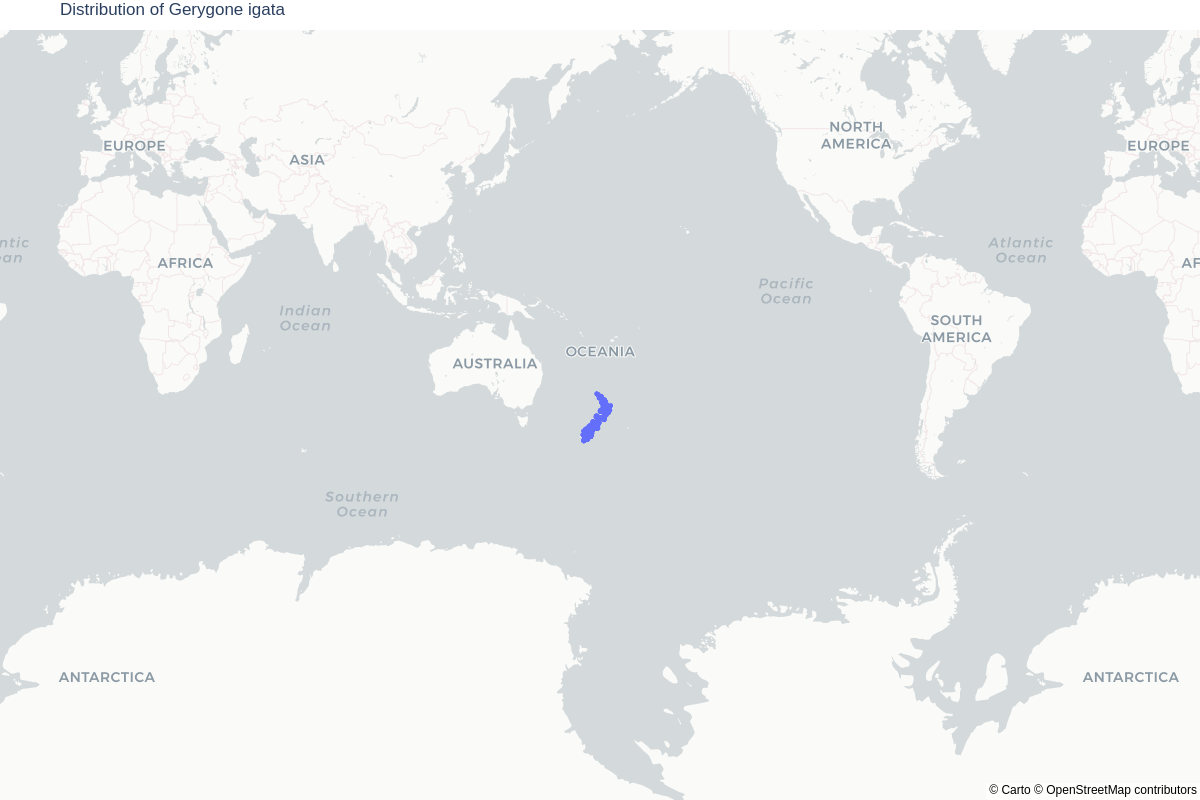 Distribution of Gerygone igata
NORTH
AMERICA
EUROPE
EUROPE
ASIA
ntic
an
Atlantic
Ocean
AFRICA
AF
Pacific
Ocean
Indian
Ocean
SOUTH
AMERICA
OCEANIA
AUSTRALIA
Southern
Ocean
ANTARCTICA
ANTARCTICA
© Carto © OpenStreetMap contributors